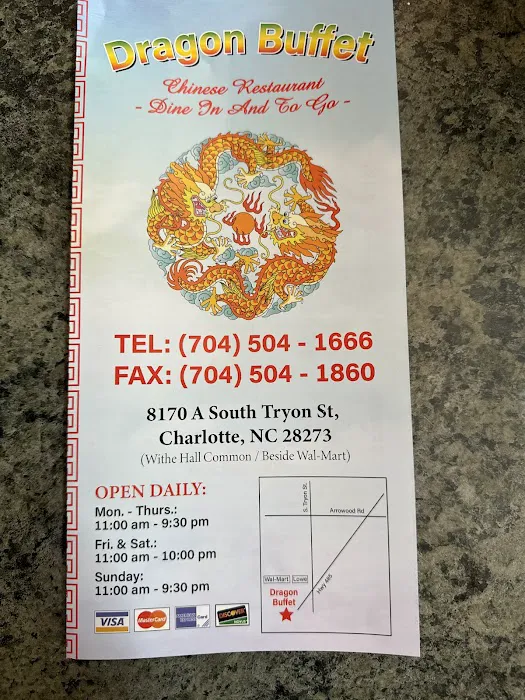 Dragon Buffet
Chinese Restaurant
- Dine In And To Go -
TEL: (704) 504 - 1666
FAX: (704) 504 - 1860
8170 A South Tryon St,
Charlotte, NC 28273
(Withe Hall Common / Beside Wal-Mart)
OPEN DAILY:
Mon. - Thurs.:
11:00 am - 9:30 pm
Fri. & Sat.:
11:00 am - 10:00 pm
Sunday:
11:00 am - 9:30 pm
VISA
MasterCard
Card
DISCOVER
S. Tryon St.
Arrowood Rd
Wal-Mart
Lowe
Hwy 485
Dragon
Buffet